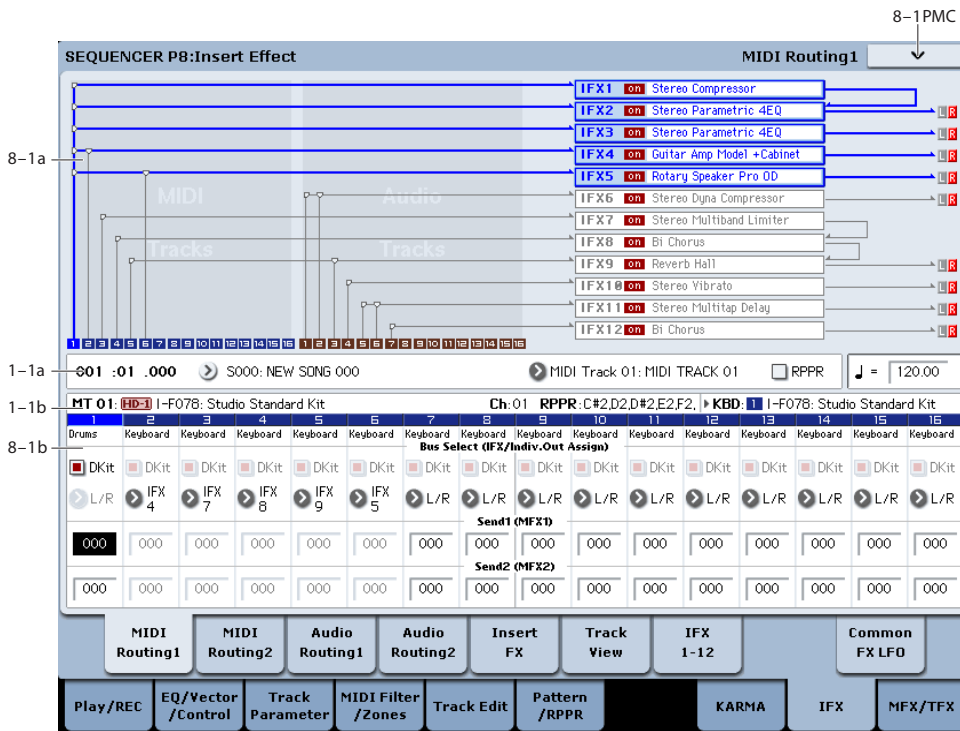 8-1PMC
SEQUENCER P8:Insert Effect MIDI Routing1
8-1a
MIDI Tracks
Audio Tracks
IFX1 on Stereo Compressor
IFX2 on Stereo Parametric 4EQ L R
IFX3 on Stereo Parametric 4EQ L R
IFX4 on Guitar Amp Model +Cabinet L R
IFX5 on Rotary Speaker Pro OD L R
IFX6 on Stereo Dyna Compressor L R
IFX7 on Stereo Multiband Limiter
IFX8 on Bi Chorus
IFX9 on Reverb Hall L R
IFX10 on Stereo Vibrato L R
IFX11 on Stereo Multitap Delay L R
IFX12 on Bi Chorus L R
1 2 3 4 5 6 7 8 9 10 11 12 13 14 15 16 1 2 3 4 5 6 7 8 9 10 11 12 13 14 15 16
1-1a
001 :01 .000 S000: NEW SONG 000 MIDI Track 01: MIDI TRACK 01 RPPR ♩ = 120.00
1-1b
MT 01: HD-1 I-F078: Studio Standard Kit Ch:01 RPPR:C#2,D2,D#2,E2,F2, KBD: 1 I-F078: Studio Standard Kit
1 2 3 4 5 6 7 8 9 10 11 12 13 14 15 16
Drums Keyboard Keyboard Keyboard Keyboard Keyboard Keyboard Keyboard Keyboard Keyboard Keyboard Keyboard Keyboard Keyboard Keyboard Keyboard
8-1b
Bus Select (IFX/Indiv.Out Assign)
DKit DKit DKit DKit DKit DKit DKit DKit DKit DKit DKit DKit DKit DKit DKit DKit
L/R IFX 4 IFX 7 IFX 8 IFX 9 IFX 5 L/R L/R L/R L/R L/R L/R L/R L/R L/R L/R
Send1 (MFX1)
000 000 000 000 000 000 000 000 000 000 000 000 000 000 000 000
Send2 (MFX2)
000 000 000 000 000 000 000 000 000 000 000 000 000 000 000 000
MIDI Routing1 MIDI Routing2 Audio Routing1 Audio Routing2 Insert FX Track View IFX 1-12 Common FX LFO
Play/REC EQ/Vector /Control Track Parameter MIDI Filter /Zones Track Edit Pattern /RPPR KARMA IFX MFX/TFX